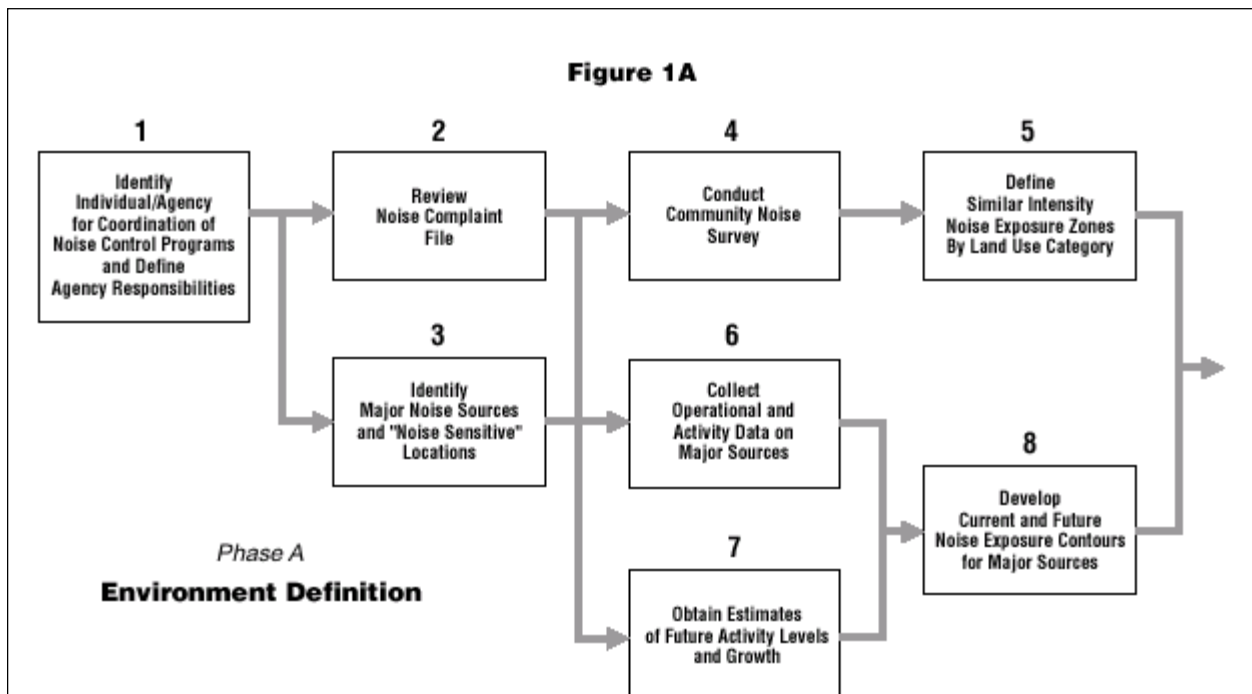 Figure 1A
1
Identify
Individual/Agency
for Coordination of
Noise Control Programs
and Define
Agency Responsibilities
2
Review
Noise Complaint
File
4
Conduct
Community Noise
Survey
5
Define
Similar Intensity
Noise Exposure Zones
By Land Use Category
3
Identify
Major Noise Sources
and "Noise Sensitive"
Locations
6
Collect
Operational and
Activity Data on
Major Sources
8
Develop
Current and Future
Noise Exposure Contours
for Major Sources
7
Obtain Estimates
of Future Activity Levels
and Growth
Phase A
Environment Definition